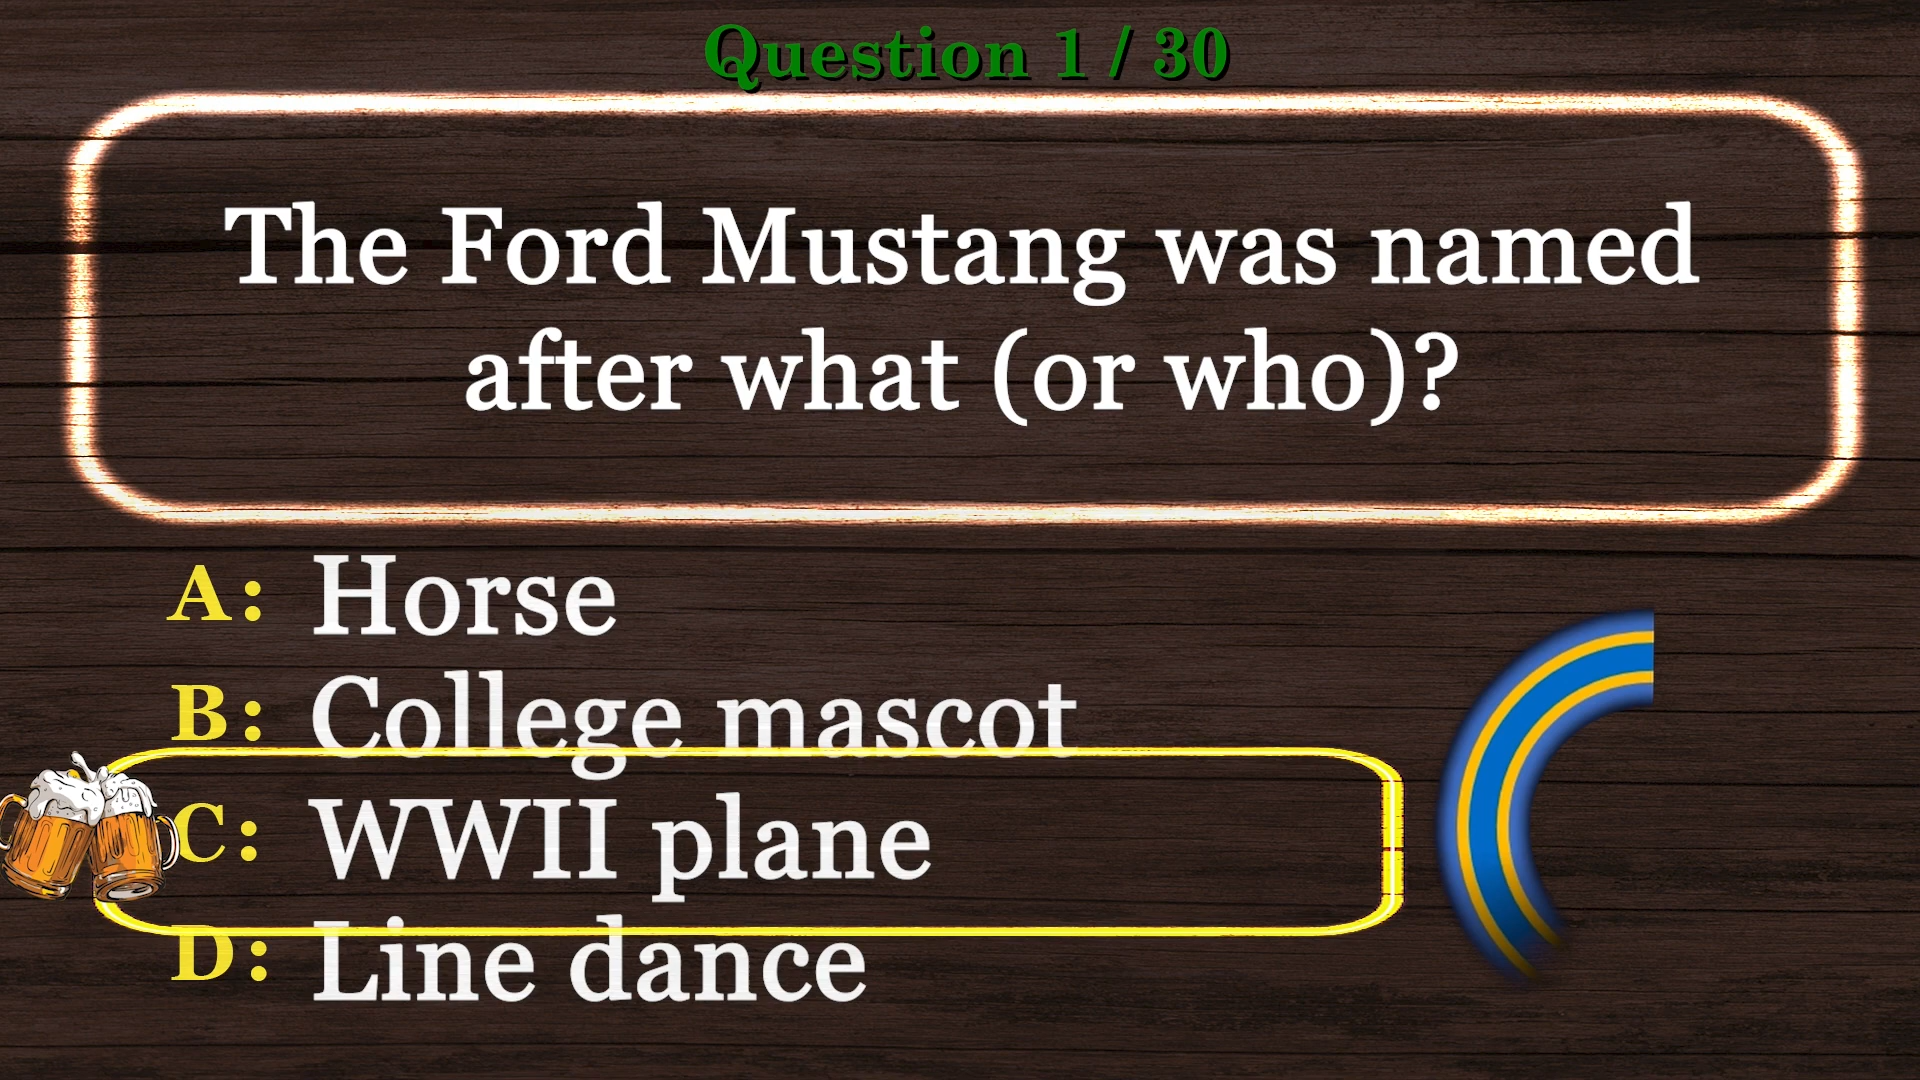 Question 1 / 30
The Ford Mustang was named
after what (or who)?
A: Horse
B: College mascot
C: WWII plane
D: Line dance